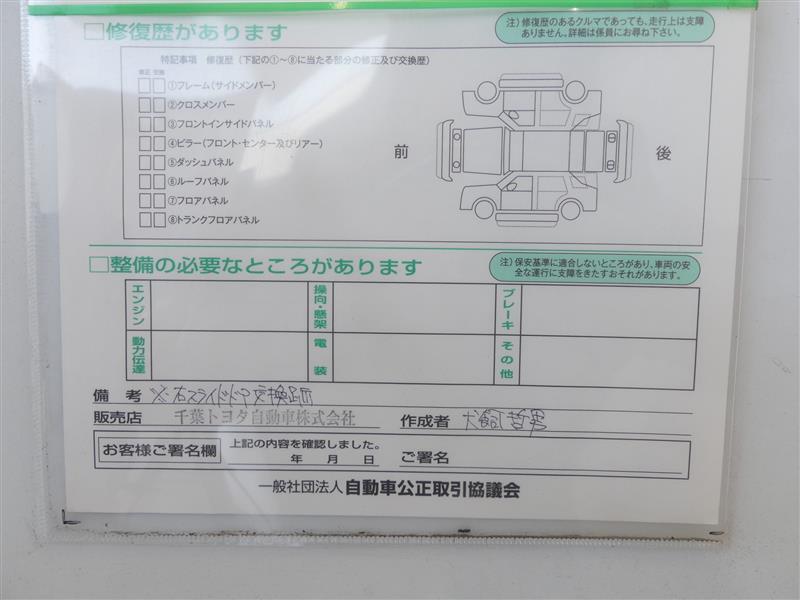 □修復歴があります
注）修復歴のあるクルマであっても、走行上は支障
ありません。詳細は係員にお尋ね下さい。
特記事項 修復歴（下記の①～⑧に当たる部分の修正及び交換歴）
修正 交換
①フレーム（サイドメンバー）
②クロスメンバー
③フロントインサイドパネル
④ピラー（フロント・センター及びリアー）
⑤ダッシュパネル
⑥ルーフパネル
⑦フロアパネル
⑧トランクフロアパネル
前
後
□整備の必要なところがあります
注）保安基準に適合しないところがあり、車両の安
全な運行に支障をきたすおそれがあります。
エンジン
操向・懸架
ブレーキ
動力伝達
電装
その他
備考 ※右スライドドア交換跡有
販売店 千葉トヨタ自動車株式会社 作成者 犬飼哲男
お客様ご署名欄
上記の内容を確認しました。
年 月 日 ご署名
一般社団法人 自動車公正取引協議会